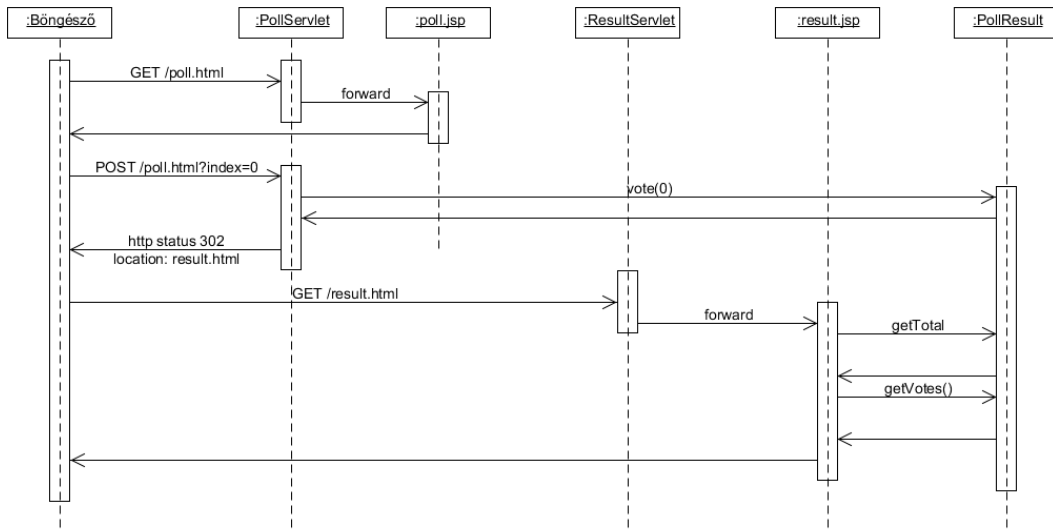 :Böngésző
:PollServlet
:poll.jsp
:ResultServlet
:result.jsp
:PollResult
GET /poll.html
forward
POST /poll.html?index=0
vote(0)
http status 302
location: result.html
GET /result.html
forward
getTotal
getVotes()